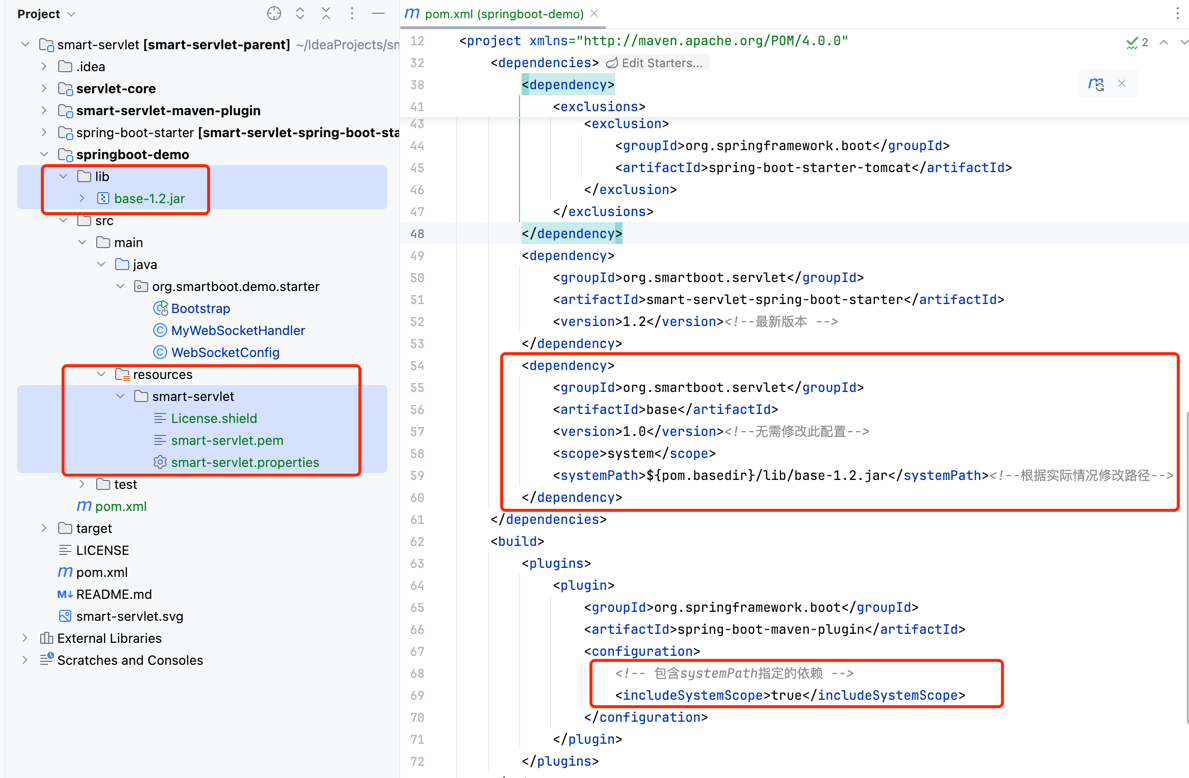 Project
smart-servlet [smart-servlet-parent] ~/IdeaProjects/sm
.idea
servlet-core
smart-servlet-maven-plugin
spring-boot-starter [smart-servlet-spring-boot-sta
springboot-demo
lib
base-1.2.jar
src
main
java
org.smartboot.demo.starter
Bootstrap
MyWebSocketHandler
WebSocketConfig
resources
smart-servlet
License.shield
smart-servlet.pem
smart-servlet.properties
test
pom.xml
target
LICENSE
pom.xml
README.md
smart-servlet.svg
External Libraries
Scratches and Consoles
pom.xml (springboot-demo)
2
12 <project xmlns="http://maven.apache.org/POM/4.0.0"
32 <dependencies> Edit Starters...
38 <dependency>
41 <exclusions>
43 <exclusion>
44 <groupId>org.springframework.boot</groupId>
45 <artifactId>spring-boot-starter-tomcat</artifactId>
46 </exclusion>
47 </exclusions>
48 </dependency>
49 <dependency>
50 <groupId>org.smartboot.servlet</groupId>
51 <artifactId>smart-servlet-spring-boot-starter</artifactId>
52 <version>1.2</version><!--最新版本 -->
53 </dependency>
54 <dependency>
55 <groupId>org.smartboot.servlet</groupId>
56 <artifactId>base</artifactId>
57 <version>1.0</version><!--无需修改此配置-->
58 <scope>system</scope>
59 <systemPath>${pom.basedir}/lib/base-1.2.jar</systemPath><!--根据实际情况修改路径-->
60 </dependency>
61 </dependencies>
62 <build>
63 <plugins>
64 <plugin>
65 <groupId>org.springframework.boot</groupId>
66 <artifactId>spring-boot-maven-plugin</artifactId>
67 <configuration>
68 <!-- 包含systemPath指定的依赖 -->
69 <includeSystemScope>true</includeSystemScope>
70 </configuration>
71 </plugin>
72 </plugins>